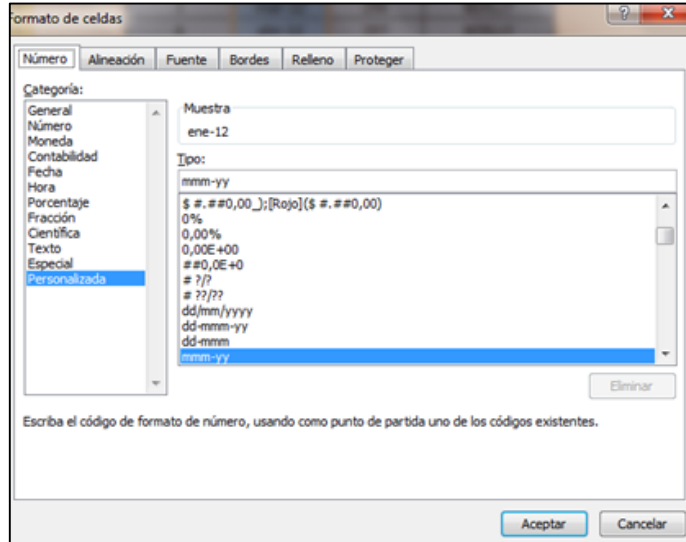 Formato de celdas
Número Alineación Fuente Bordes Relleno Proteger
Categoría:
General
Número
Moneda
Contabilidad
Fecha
Hora
Porcentaje
Fracción
Científica
Texto
Especial
Personalizada
Muestra
ene-12
Tipo:
mmm-yy
$ #.##0,00_);[Rojo]($ #.##0,00)
0%
0,00%
0,00E+00
##0,0E+0
# ?/?
# ??/??
dd/mm/yyyy
dd-mmm-yy
dd-mmm
mmm-yy
Eliminar
Escriba el código de formato de número, usando como punto de partida uno de los códigos existentes.
Aceptar Cancelar